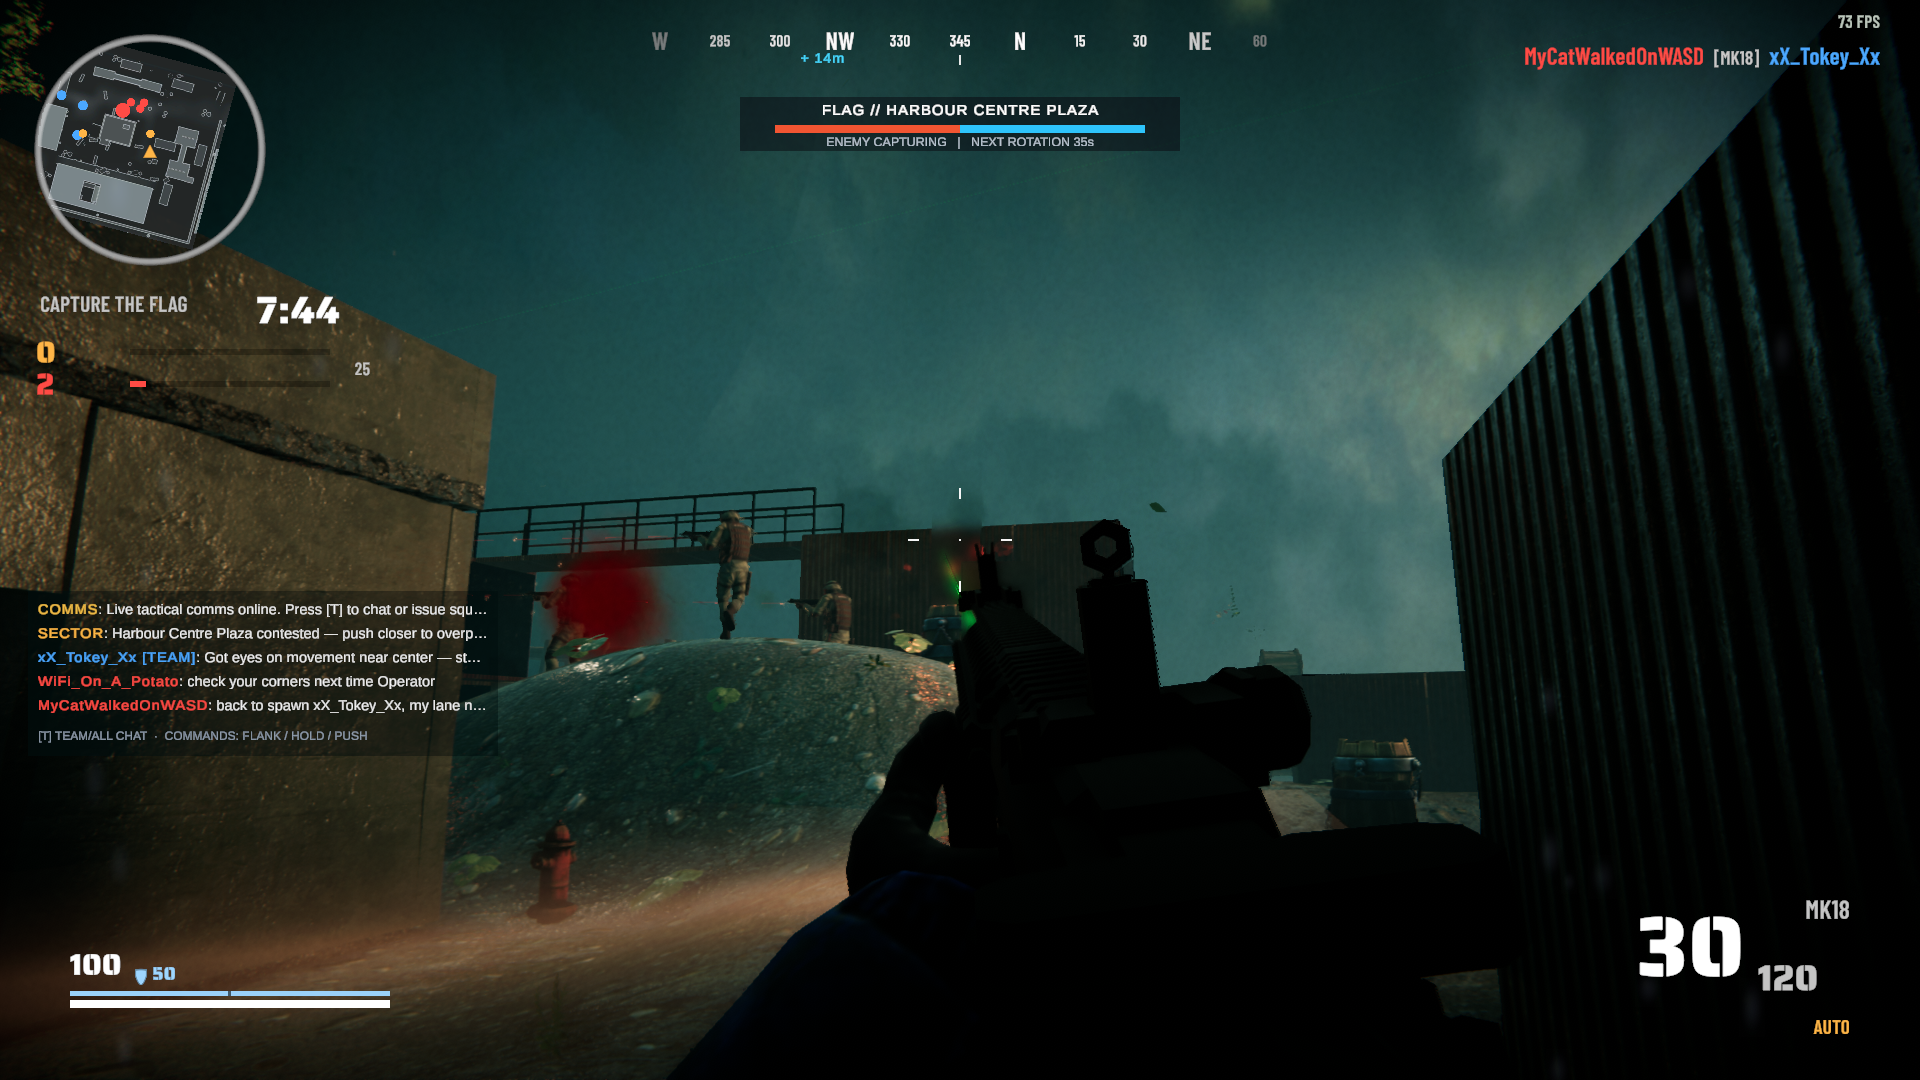 73 FPS
W 285 300 NW 330 345 N 15 30 NE 60
+ 14m
MyCatWalkedOnWASD [MK18] xX_Tokey_Xx
FLAG // HARBOUR CENTRE PLAZA
ENEMY CAPTURING | NEXT ROTATION 35s
CAPTURE THE FLAG 7:44
0
25
2
COMMS: Live tactical comms online. Press [T] to chat or issue squ...
SECTOR: Harbour Centre Plaza contested — push closer to overp...
xX_Tokey_Xx [TEAM]: Got eyes on movement near center — st...
WiFi_On_A_Potato: check your corners next time Operator
MyCatWalkedOnWASD: back to spawn xX_Tokey_Xx, my lane n...
[T] TEAM/ALL CHAT · COMMANDS: FLANK / HOLD / PUSH
100 50
MK18
30 120
AUTO